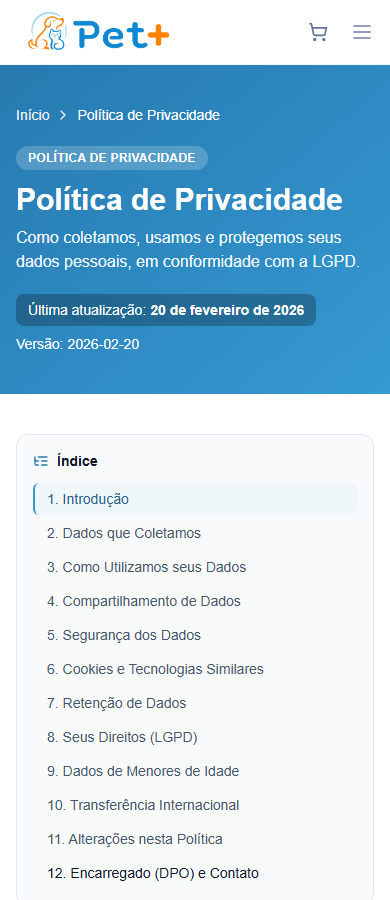 Pet+
Início > Política de Privacidade
POLÍTICA DE PRIVACIDADE
Política de Privacidade
Como coletamos, usamos e protegemos seus
dados pessoais, em conformidade com a LGPD.
Última atualização: 20 de fevereiro de 2026
Versão: 2026-02-20
Índice
1. Introdução
2. Dados que Coletamos
3. Como Utilizamos seus Dados
4. Compartilhamento de Dados
5. Segurança dos Dados
6. Cookies e Tecnologias Similares
7. Retenção de Dados
8. Seus Direitos (LGPD)
9. Dados de Menores de Idade
10. Transferência Internacional
11. Alterações nesta Política
12. Encarregado (DPO) e Contato